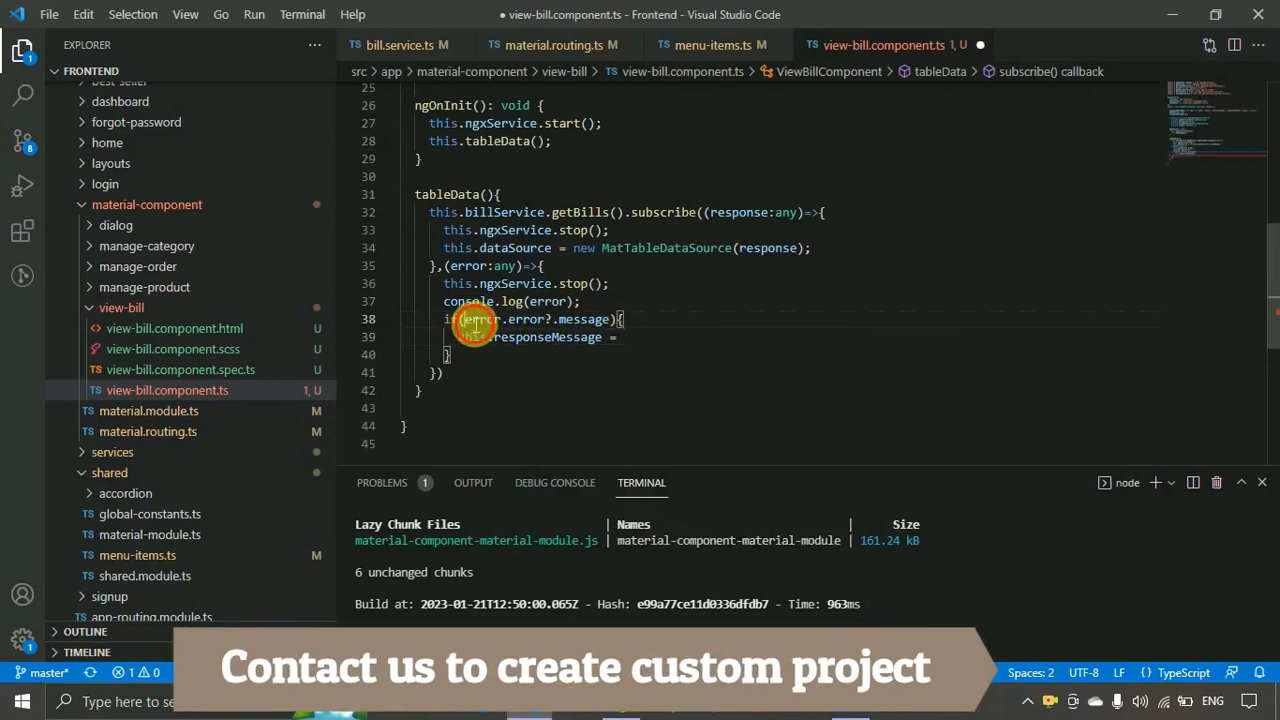 File Edit Selection View Go Run Terminal Help
● view-bill.component.ts - Frontend - Visual Studio Code
EXPLORER
FRONTEND
dashboard
forgot-password
home
layouts
login
material-component
dialog
manage-category
manage-order
manage-product
view-bill
view-bill.component.html U
view-bill.component.scss U
view-bill.component.spec.ts U
view-bill.component.ts 1, U
material.module.ts M
material.routing.ts M
services
shared
accordion
global-constants.ts
material-module.ts
menu-items.ts M
shared.module.ts
signup
app-routing.module.ts
OUTLINE
TIMELINE
bill.service.ts M material.routing.ts M menu-items.ts M view-bill.component.ts 1, U
src > app > material-component > view-bill > view-bill.component.ts > ViewBillComponent > tableData > subscribe() callback
25
26 ngOnInit(): void {
27 this.ngxService.start();
28 this.tableData();
29 }
30
31 tableData(){
32 this.billService.getBills().subscribe((response:any)=>{
33 this.ngxService.stop();
34 this.dataSource = new MatTableDataSource(response);
35 },(error:any)=>{
36 this.ngxService.stop();
37 console.log(error);
38 if(error.error?.message){
39 this.responseMessage =
40 }
41 })
42 }
43
44 }
45
PROBLEMS 1 OUTPUT DEBUG CONSOLE TERMINAL
node
Lazy Chunk Files | Names | Size
material-component-material-module.js | material-component-material-module | 161.24 kB
6 unchanged chunks
Build at: 2023-01-21T12:50:00.065Z - Hash: e99a77ce11d0336dfdb7 - Time: 963ms
Contact us to create custom project
master* 1 0
Spaces: 2 UTF-8 LF TypeScript
Type here to
ENG
1
8
1